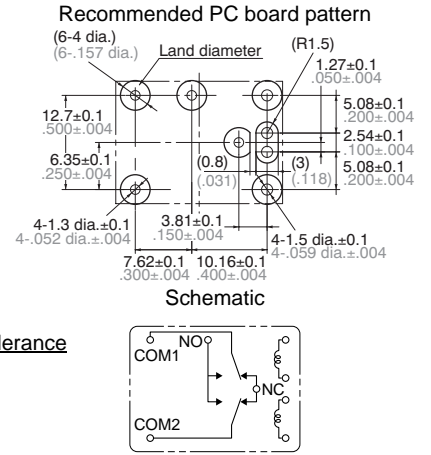 Recommended PC board pattern
(6-4 dia.)
(6-.157 dia.)
Land diameter
(R1.5)
1.27±0.1
.050±.004
12.7±0.1
.500±.004
5.08±0.1
.200±.004
2.54±0.1
.100±.004
6.35±0.1
.250±.004
(0.8)
(.031)
(3)
(.118)
5.08±0.1
.200±.004
4-1.3 dia.±0.1
4-.052 dia.±.004
3.81±0.1
.150±.004
4-1.5 dia.±0.1
4-.059 dia.±.004
7.62±0.1
.300±.004
10.16±0.1
.400±.004
Schematic
lerance
COM1
NO
NC
COM2